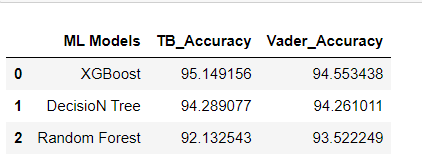 ML Models TB_Accuracy Vader_Accuracy
0 XGBoost 95.149156 94.553438
1 DecisioN Tree 94.289077 94.261011
2 Random Forest 92.132543 93.522249